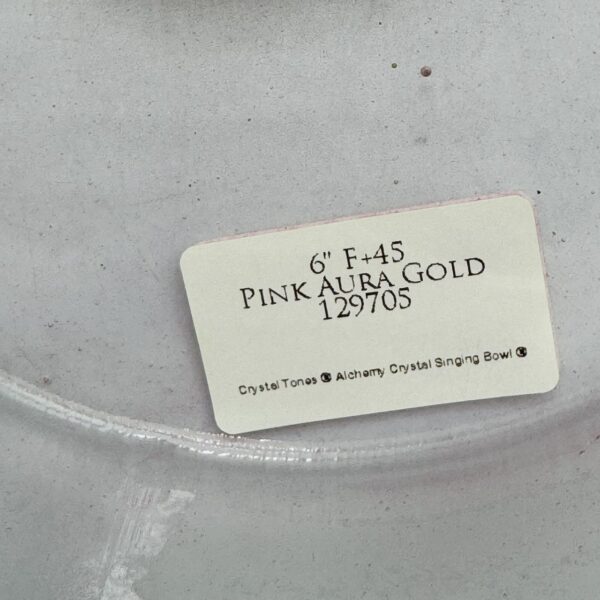 6" F+45
PINK AURA GOLD
129705
Crystal Tones ® Alchemy Crystal Singing Bowl ®